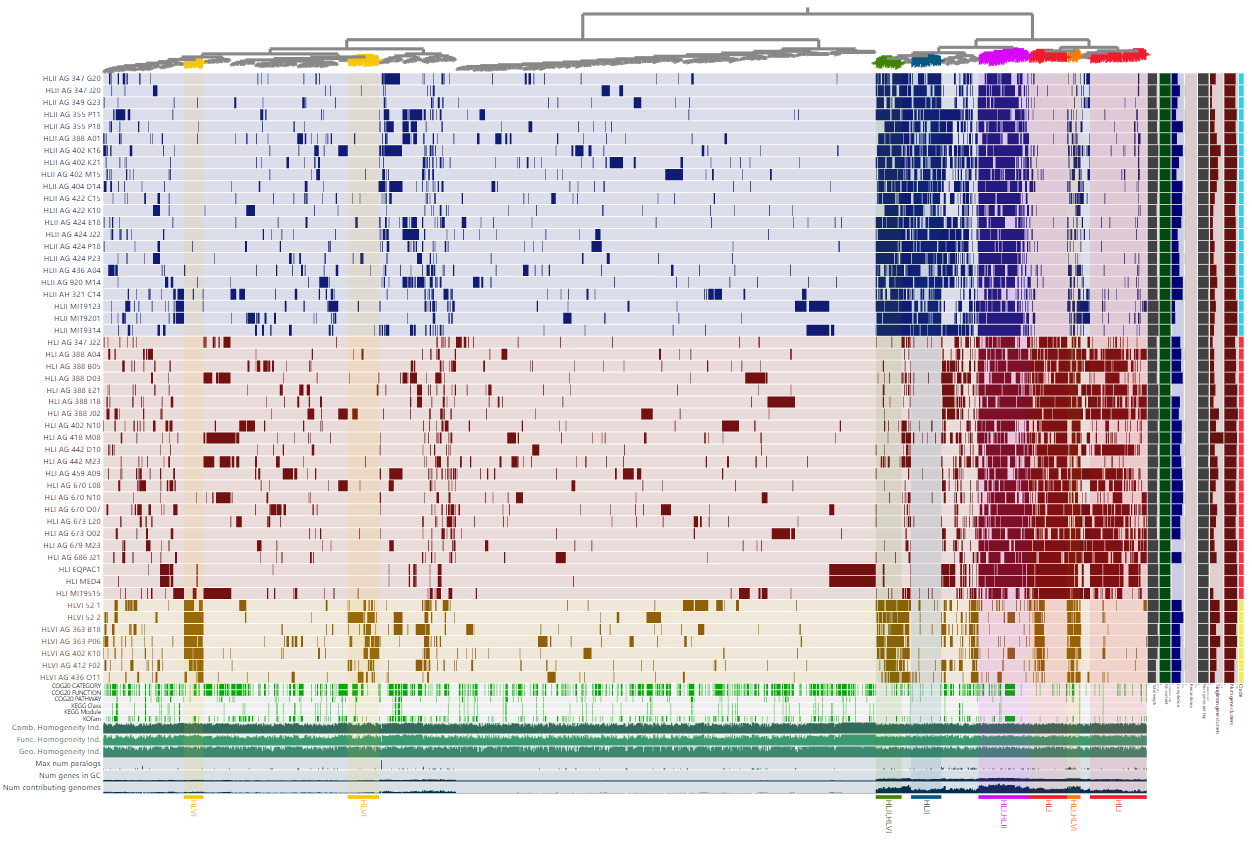 HLII AG 347 G20
HLII AG 347 J20
HLII AG 349 G23
HLII AG 355 P11
HLII AG 355 P18
HLII AG 388 A01
HLII AG 402 K16
HLII AG 402 K21
HLII AG 402 M15
HLII AG 404 D14
HLII AG 422 C15
HLII AG 422 K10
HLII AG 424 E18
HLII AG 424 J22
HLII AG 424 P18
HLII AG 424 P23
HLII AG 436 A04
HLII AG 920 M14
HLII AH 321 C14
HLII MIT9123
HLII MIT9201
HLII MIT9314
HLI AG 347 J22
HLI AG 388 A04
HLI AG 388 B05
HLI AG 388 D03
HLI AG 388 E21
HLI AG 388 I18
HLI AG 388 J02
HLI AG 402 N10
HLI AG 418 M08
HLI AG 442 D10
HLI AG 442 M23
HLI AG 459 A09
HLI AG 670 L08
HLI AG 670 N10
HLI AG 670 O07
HLI AG 673 L20
HLI AG 673 O02
HLI AG 679 M23
HLI AG 686 J21
HLI EQPAC1
HLI MED4
HLI MIT9515
HLVI 52 1
HLVI 52 2
HLVI AG 363 B18
HLVI AG 363 P06
HLVI AG 402 K10
HLVI AG 412 F02
HLVI AG 436 O11
COG20 CATEGORY
COG20 FUNCTION
COG20 PATHWAY
KEGG Class
KEGG Module
KOfam
Comb. Homogeneity Ind.
Func. Homogeneity Ind.
Geo. Homogeneity Ind.
Max num paralogs
Num genes in GC
Num contributing genomes
Clade
HLVI
HLVI
HLII,HLVI
HLII
HLI,HLII
HLI
HLI,HLVI
HLI